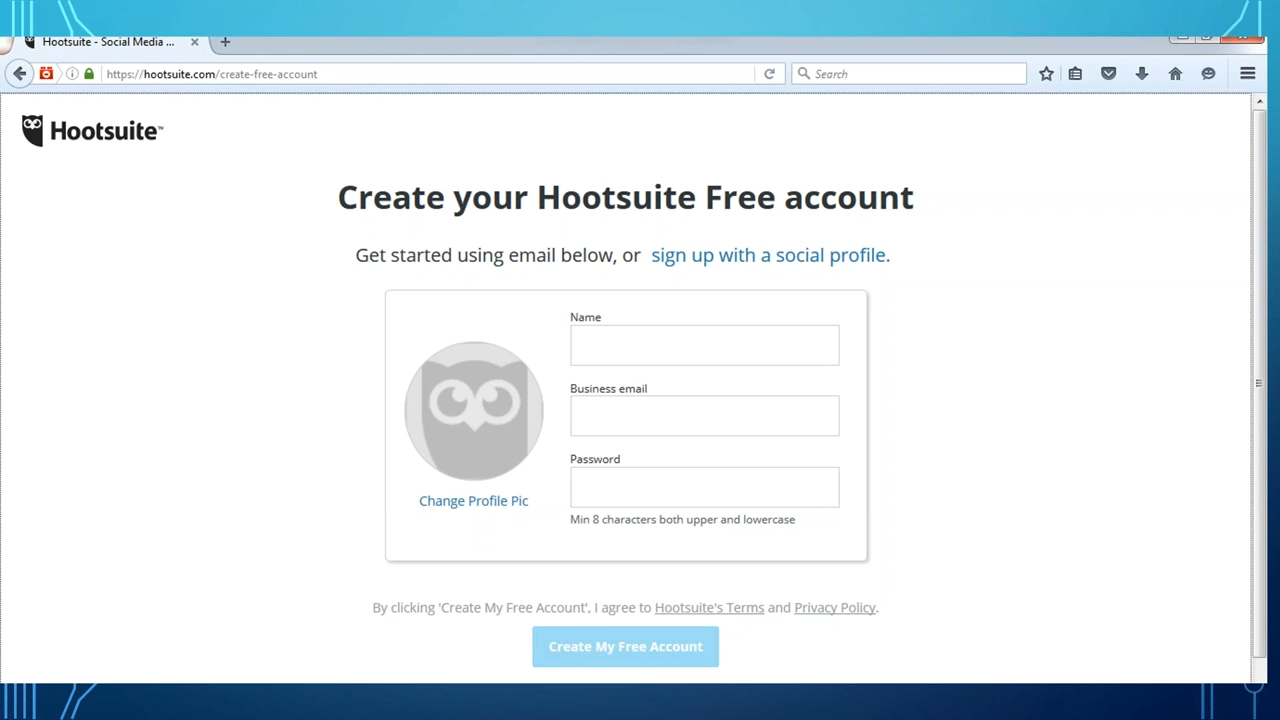 Hootsuite - Social Media ...
https://hootsuite.com/create-free-account
Search
Hootsuite™
Create your Hootsuite Free account
Get started using email below, or sign up with a social profile.
Name
Business email
Password
Change Profile Pic
Min 8 characters both upper and lowercase
By clicking 'Create My Free Account', I agree to Hootsuite's Terms and Privacy Policy.
Create My Free Account